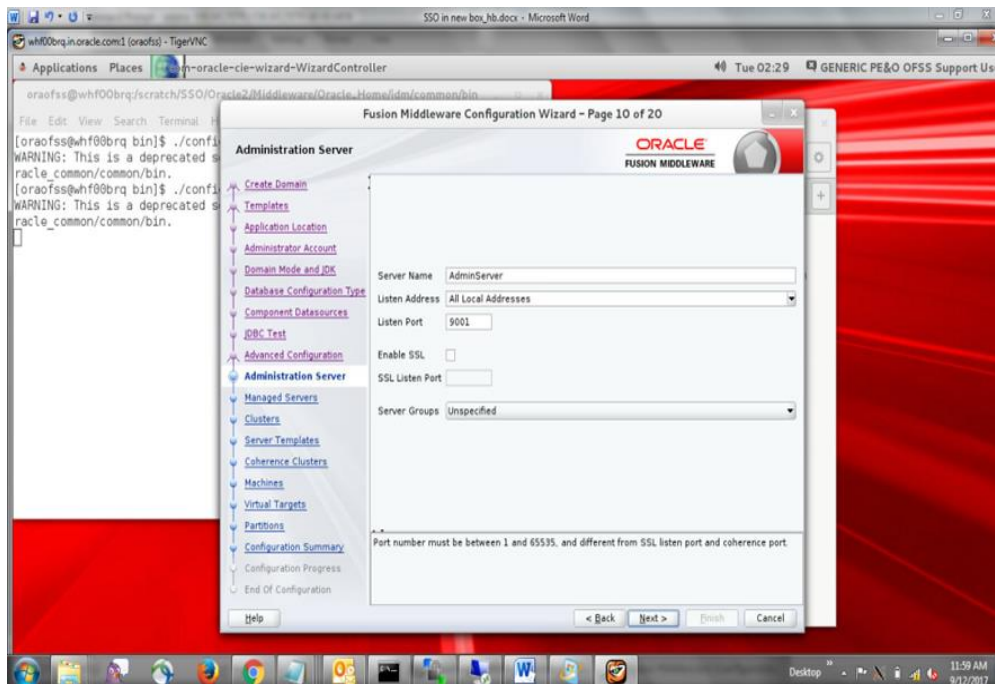 SSO in new box_hb.docx - Microsoft Word
whf00brq.in.oracle.com:1 (oraofss) - TigerVNC
Applications Places com-oracle-cie-wizard-WizardController Tue 02:29 GENERIC PE&O OFSS Support Us
oraofss@whf00brq:/scratch/SSO/Oracle2/Middleware/Oracle_Home/idm/common/bin
File Edit View Search Terminal H
[oraofss@whf00brq bin]$ ./confi
WARNING: This is a deprecated s
racle_common/common/bin.
[oraofss@whf00brq bin]$ ./confi
WARNING: This is a deprecated s
racle_common/common/bin.
Fusion Middleware Configuration Wizard - Page 10 of 20
Administration Server
ORACLE
FUSION MIDDLEWARE
Create Domain
Templates
Application Location
Administrator Account
Domain Mode and JDK
Database Configuration Type
Component Datasources
JDBC Test
Advanced Configuration
Administration Server
Managed Servers
Clusters
Server Templates
Coherence Clusters
Machines
Virtual Targets
Partitions
Configuration Summary
Configuration Progress
End Of Configuration
Server Name AdminServer
Listen Address All Local Addresses
Listen Port 9001
Enable SSL
SSL Listen Port
Server Groups Unspecified
Port number must be between 1 and 65535, and different from SSL listen port and coherence port.
Help
< Back Next > Finish Cancel
Desktop
11:59 AM
9/12/2017